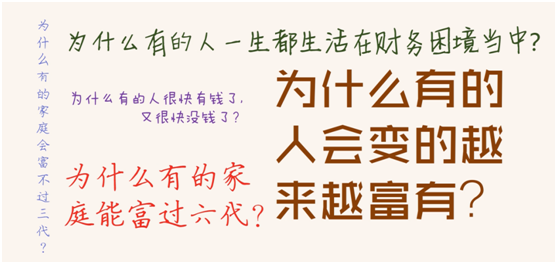 为什么有的家庭会富不过三代？
为什么有的人一生都生活在财务困境当中？
为什么有的人很快有钱了，
又很快没钱了？
为什么有的家
庭能富过六代？
为什么有的
人会变的越
来越富有？